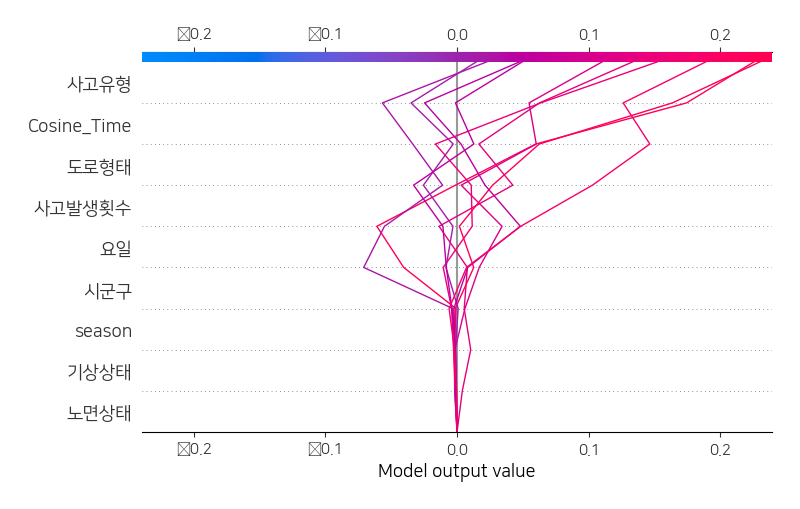 ☒0.2 ☒0.1 0.0 0.1 0.2
사고유형
Cosine_Time
도로형태
사고발생횟수
요일
시군구
season
기상상태
노면상태
☒0.2 ☒0.1 0.0 0.1 0.2
Model output value